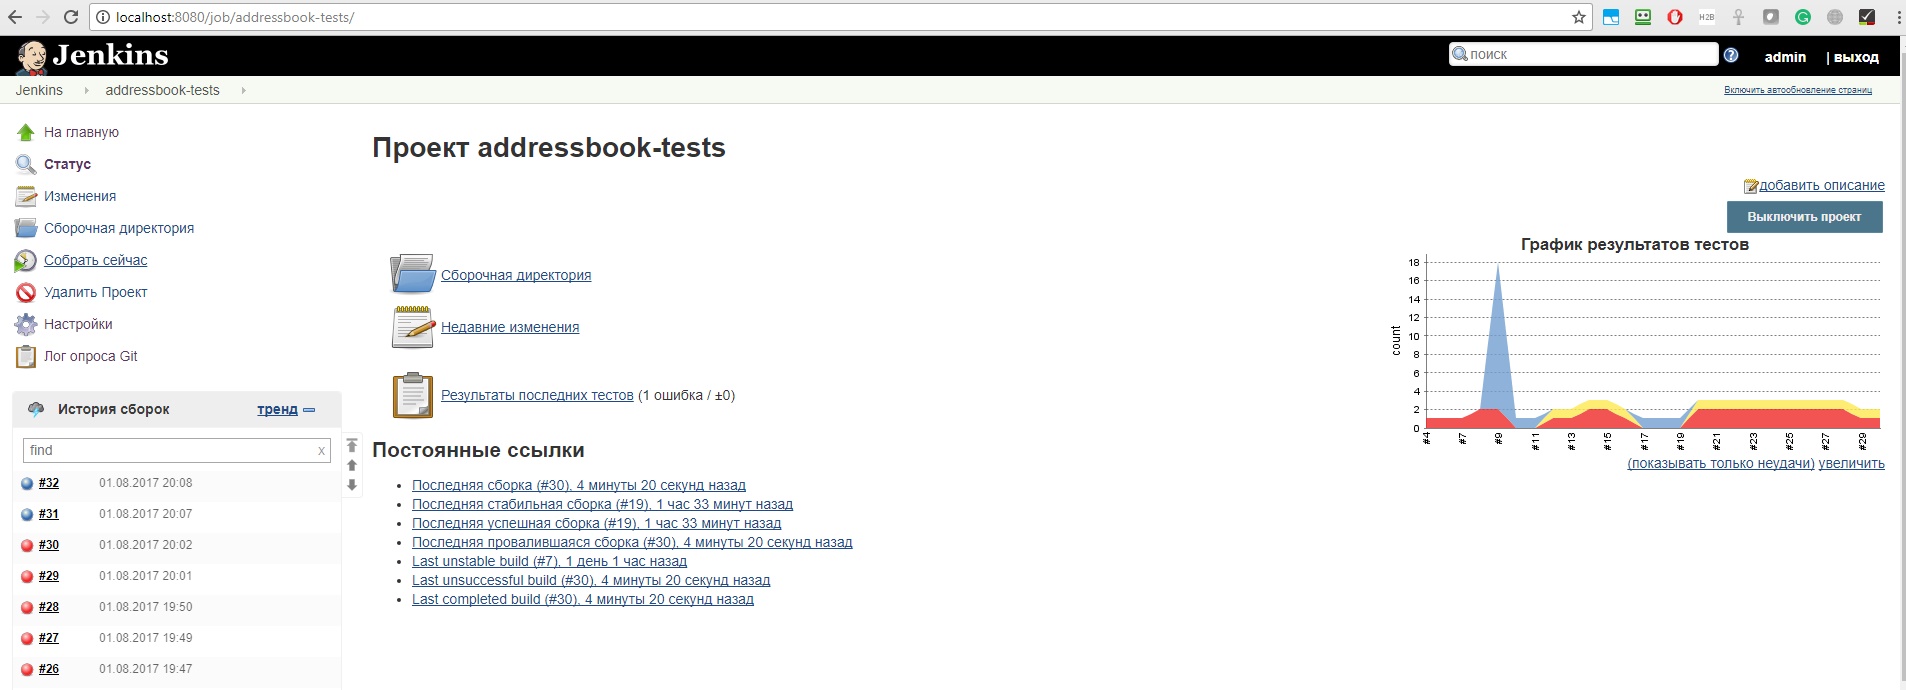 localhost:8080/job/addressbook-tests/
H2B
Jenkins
поиск
admin
| выход
Jenkins
addressbook-tests
Включить автообновление страниц
На главную
Статус
Изменения
Сборочная директория
Собрать сейчас
Удалить Проект
Настройки
Лог опроса Git
История сборок
тренд
find
x
#32 01.08.2017 20:08
#31 01.08.2017 20:07
#30 01.08.2017 20:02
#29 01.08.2017 20:01
#28 01.08.2017 19:50
#27 01.08.2017 19:49
#26 01.08.2017 19:47
Проект addressbook-tests
добавить описание
Выключить проект
Сборочная директория
Недавние изменения
Результаты последних тестов (1 ошибка / ±0)
Постоянные ссылки
Последняя сборка (#30), 4 минуты 20 секунд назад
Последняя стабильная сборка (#19), 1 час 33 минут назад
Последняя успешная сборка (#19), 1 час 33 минут назад
Последняя провалившаяся сборка (#30), 4 минуты 20 секунд назад
Last unstable build (#7), 1 день 1 час назад
Last unsuccessful build (#30), 4 минуты 20 секунд назад
Last completed build (#30), 4 минуты 20 секунд назад
График результатов тестов
count
18
16
14
12
10
8
6
4
2
0
#4 #7 #9 #11 #13 #15 #17 #19 #21 #23 #25 #27 #29
(показывать только неудачи) увеличить